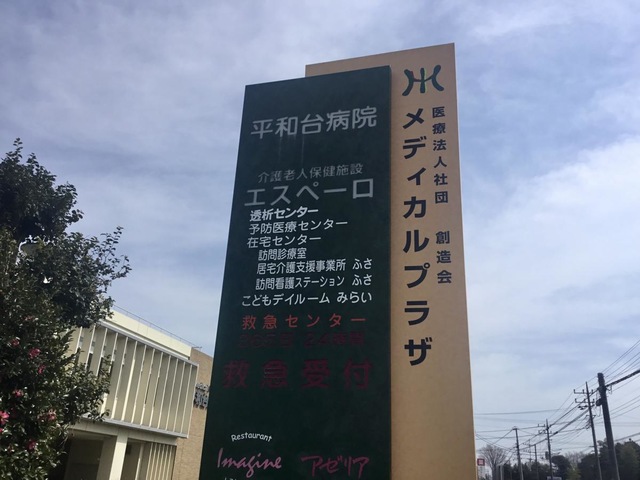 平和台病院
介護老人保健施設
エスペーロ
透析センター
予防医療センター
在宅センター
訪問診療室
居宅介護支援事業所 ふさ
訪問看護ステーション ふさ
こどもデイルーム みらい
救急センター
救急受付
Restaurant
Imagine
アゼリア
医療法人社団 創造会
メディカルプラザ